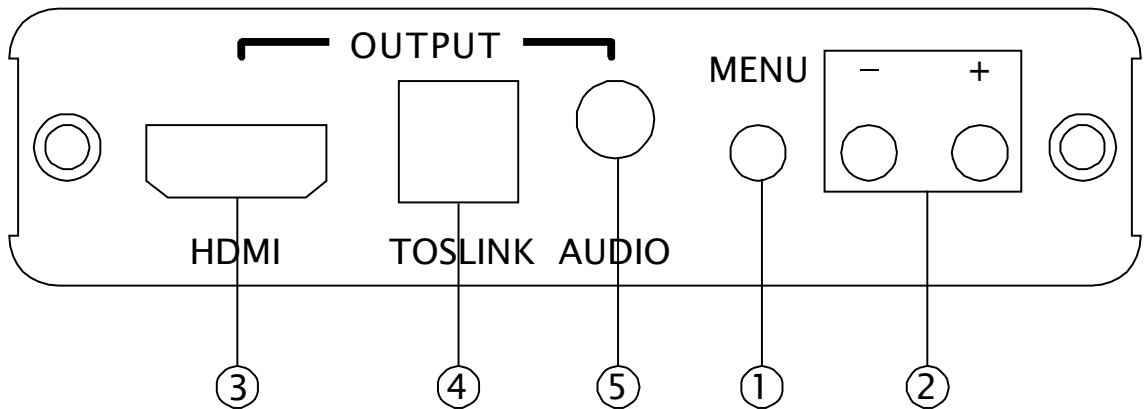 OUTPUT
MENU
− +
HDMI
TOSLINK
AUDIO
③
④
⑤
①
②